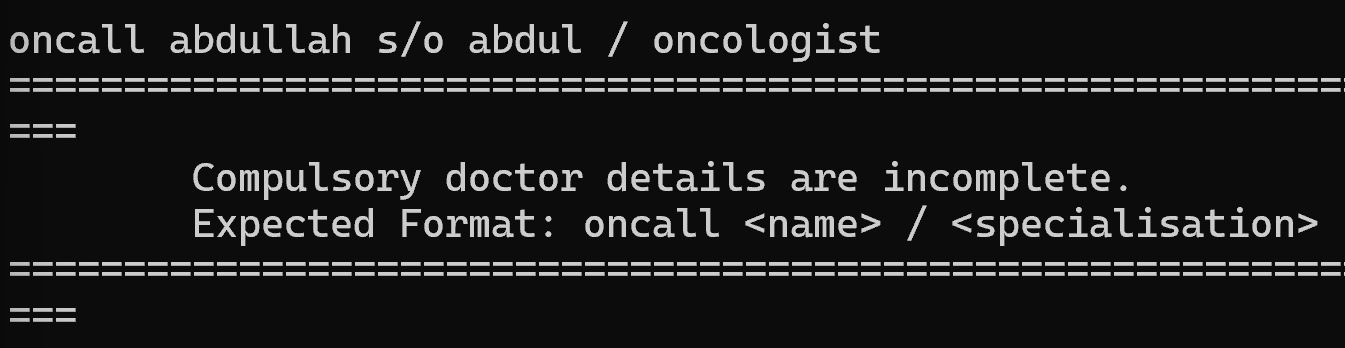 oncall abdullah s/o abdul / oncologist
==========================================================
===
Compulsory doctor details are incomplete.
Expected Format: oncall <name> / <specialisation>
==========================================================
===